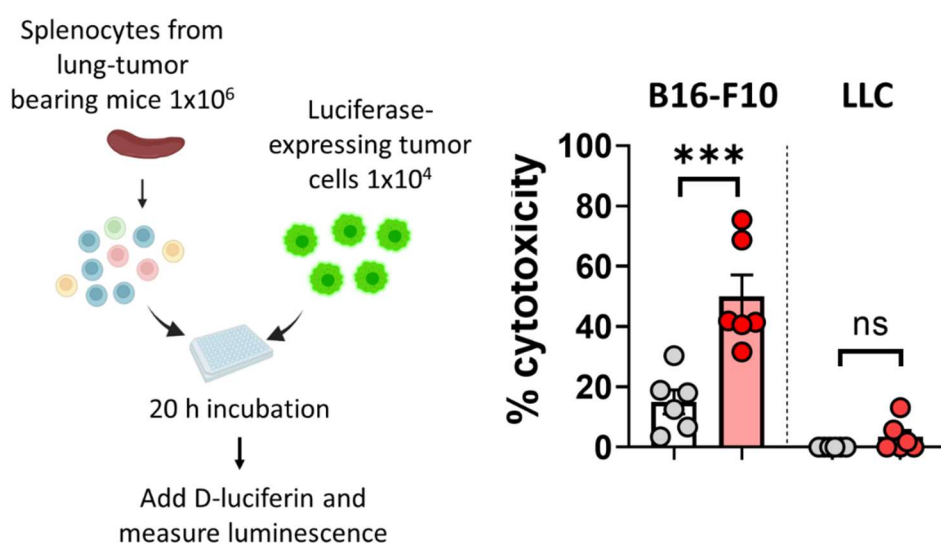 Splenocytes from
lung-tumor
bearing mice 1x10⁶
Luciferase-
expressing tumor
cells 1x10⁴
20 h incubation
Add D-luciferin and
measure luminescence
B16-F10
LLC
% cytotoxicity
100
80
60
40
20
0
***
ns